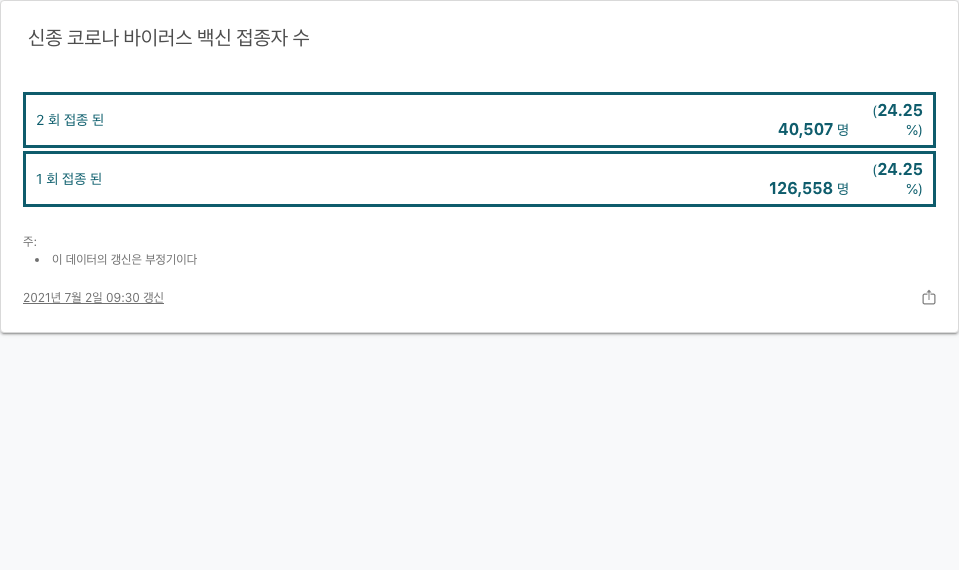 신종 코로나 바이러스 백신 접종자 수
2 회 접종 된
40,507 명
(24.25
%)
1 회 접종 된
126,558 명
(24.25
%)
주:
• 이 데이터의 갱신은 부정기이다
2021년 7월 2일 09:30 갱신